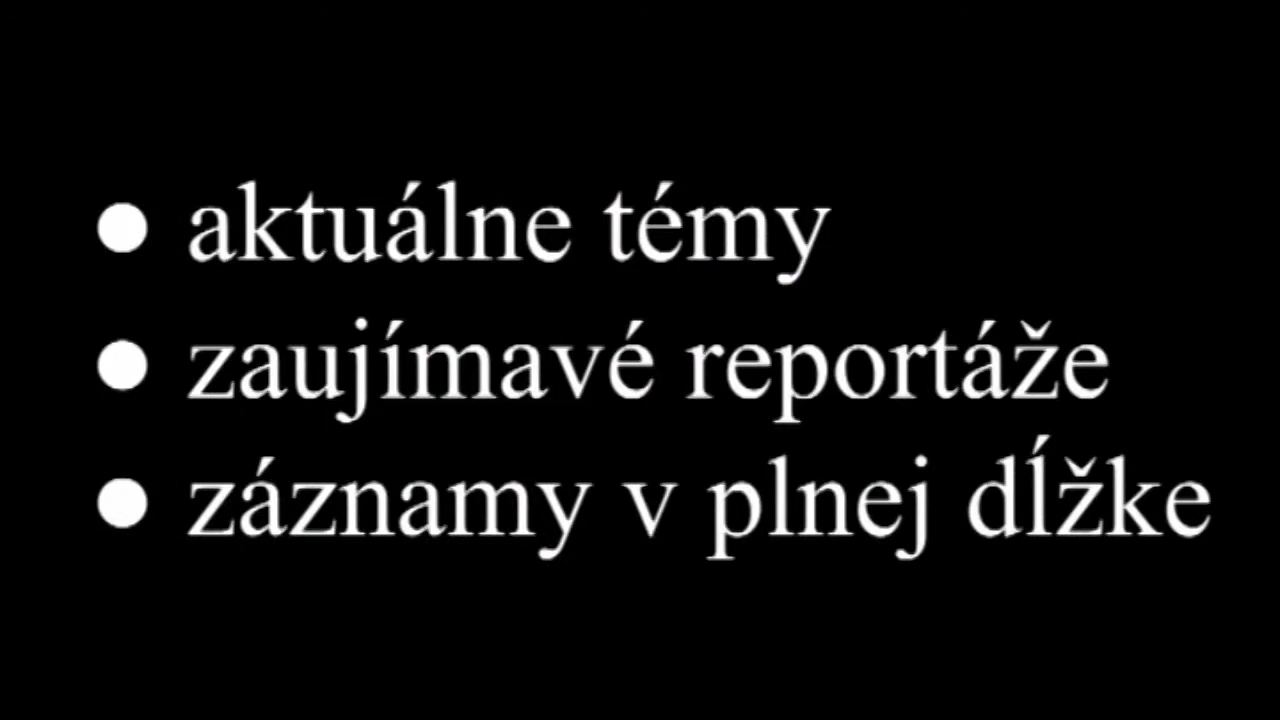 ● aktuálne témy
● zaujímavé reportáže
● záznamy v plnej dĺžke